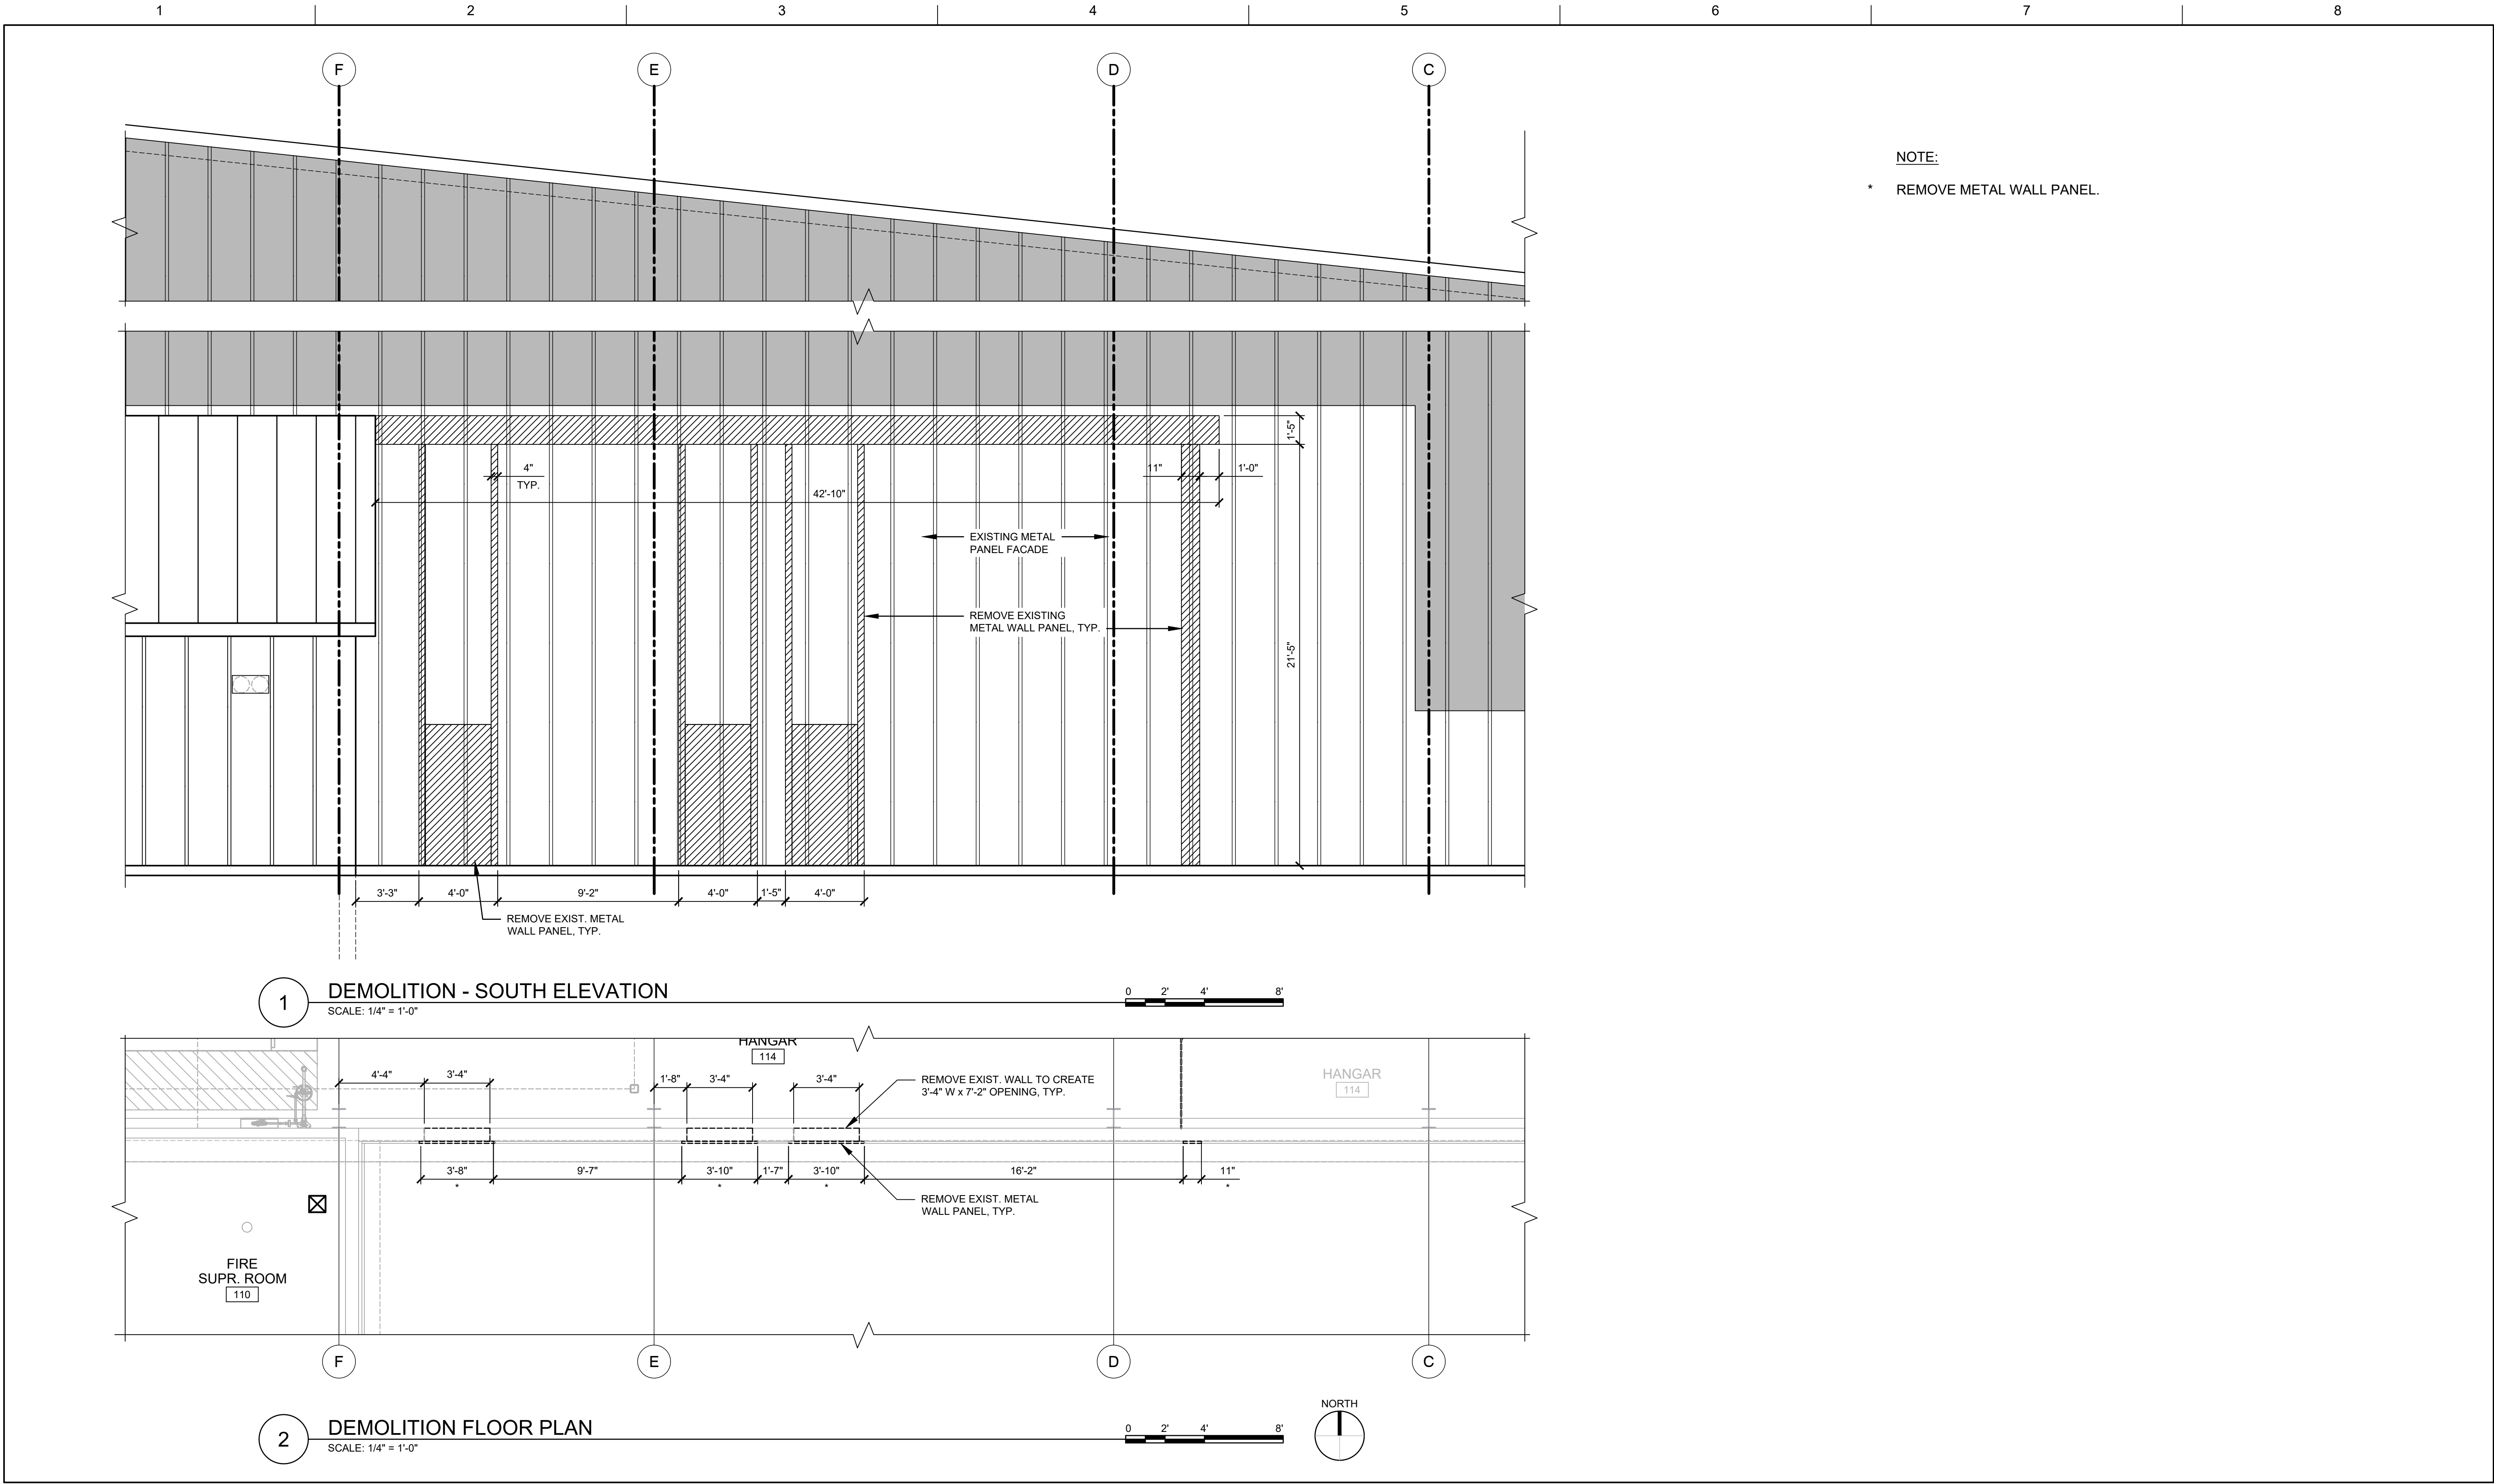 1 2 3 4 5 6 7 8
F E D C
NOTE:
* REMOVE METAL WALL PANEL.
1'-5"
4"
TYP.
11" 1'-0"
42'-10"
EXISTING METAL
PANEL FACADE
REMOVE EXISTING
METAL WALL PANEL, TYP.
21'-5"
3'-3" 4'-0" 9'-2" 4'-0" 1'-5" 4'-0"
REMOVE EXIST. METAL
WALL PANEL, TYP.
1
DEMOLITION - SOUTH ELEVATION
SCALE: 1/4" = 1'-0"
0 2' 4' 8'
HANGAR
114
4'-4" 3'-4" 1'-8" 3'-4" 3'-4"
REMOVE EXIST. WALL TO CREATE
3'-4" W x 7'-2" OPENING, TYP.
HANGAR
114
3'-8" 9'-7" 3'-10" 1'-7" 3'-10" 16'-2" 11"
* * * *
REMOVE EXIST. METAL
WALL PANEL, TYP.
FIRE
SUPR. ROOM
110
F E D C
2
DEMOLITION FLOOR PLAN
SCALE: 1/4" = 1'-0"
0 2' 4' 8'
NORTH